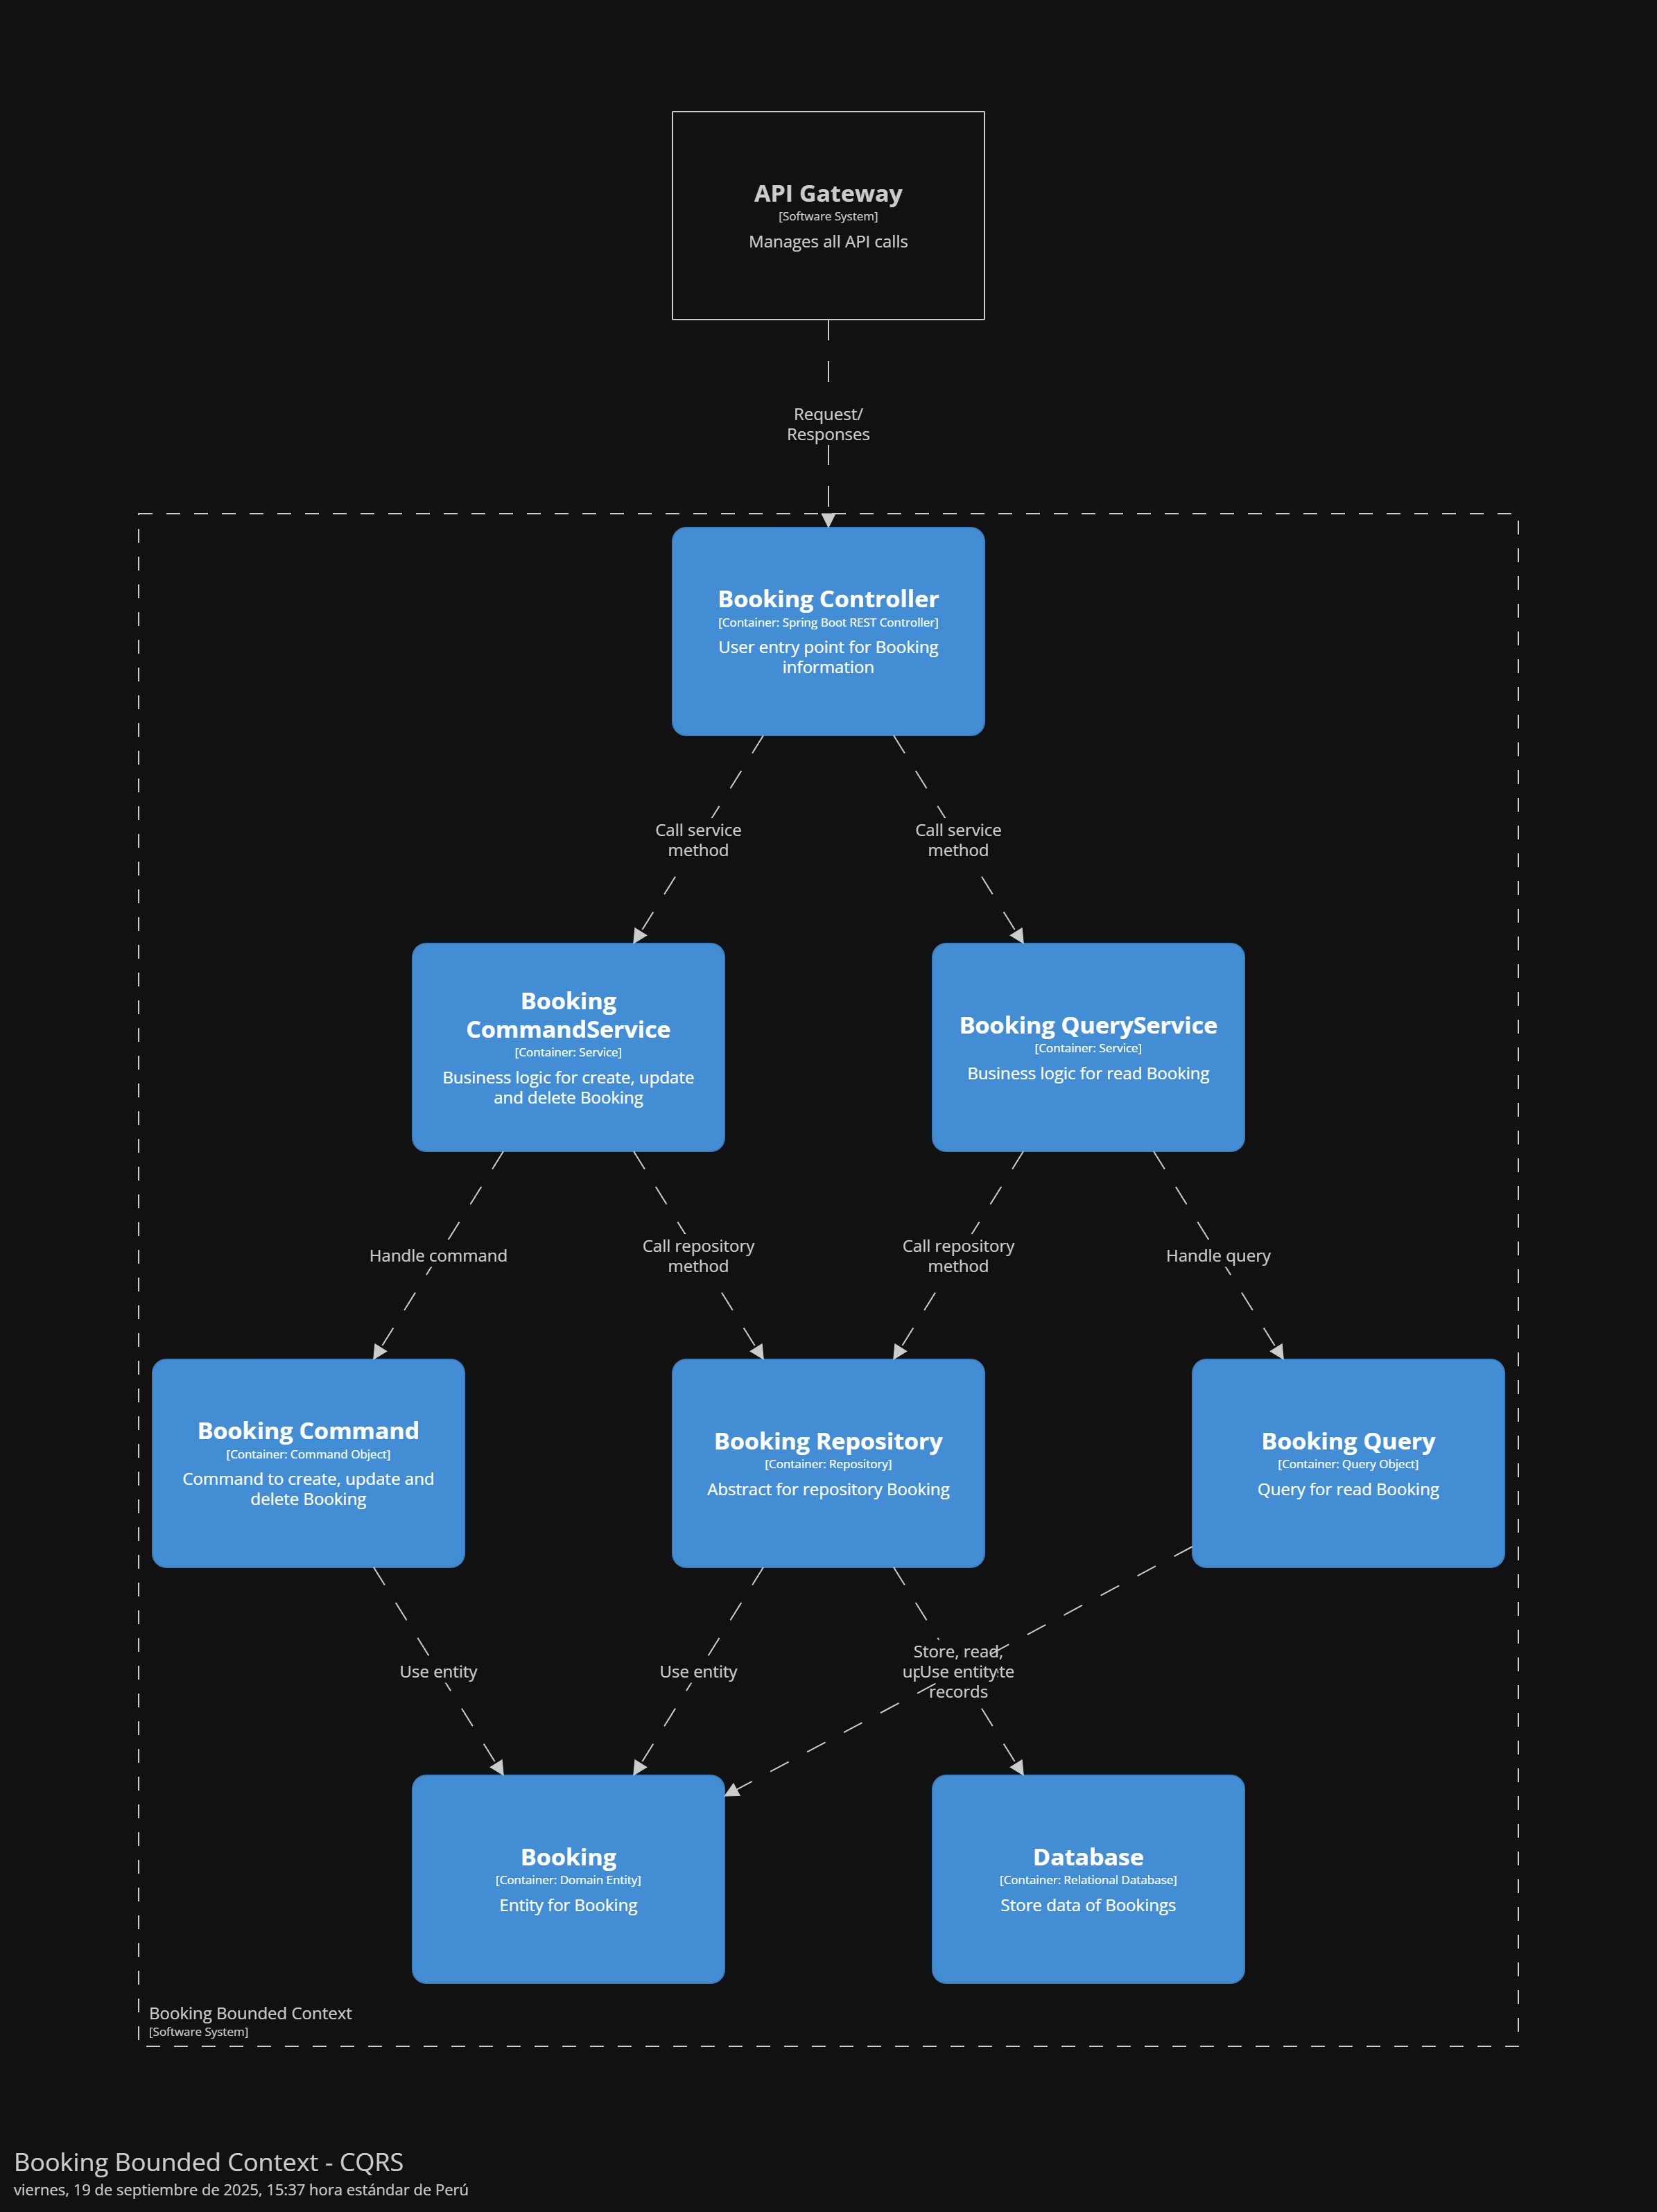 API Gateway
[Software System]
Manages all API calls
Request/
Responses
Booking Controller
[Container: Spring Boot REST Controller]
User entry point for Booking
information
Call service
method
Call service
method
Booking
CommandService
[Container: Service]
Business logic for create, update
and delete Booking
Booking QueryService
[Container: Service]
Business logic for read Booking
Handle command
Call repository
method
Call repository
method
Handle query
Booking Command
[Container: Command Object]
Command to create, update and
delete Booking
Booking Repository
[Container: Repository]
Abstract for repository Booking
Booking Query
[Container: Query Object]
Query for read Booking
Use entity
Use entity
Store, read,
Use entity
records
Booking
[Container: Domain Entity]
Entity for Booking
Database
[Container: Relational Database]
Store data of Bookings
Booking Bounded Context
[Software System]
Booking Bounded Context - CQRS
viernes, 19 de septiembre de 2025, 15:37 hora estándar de Perú